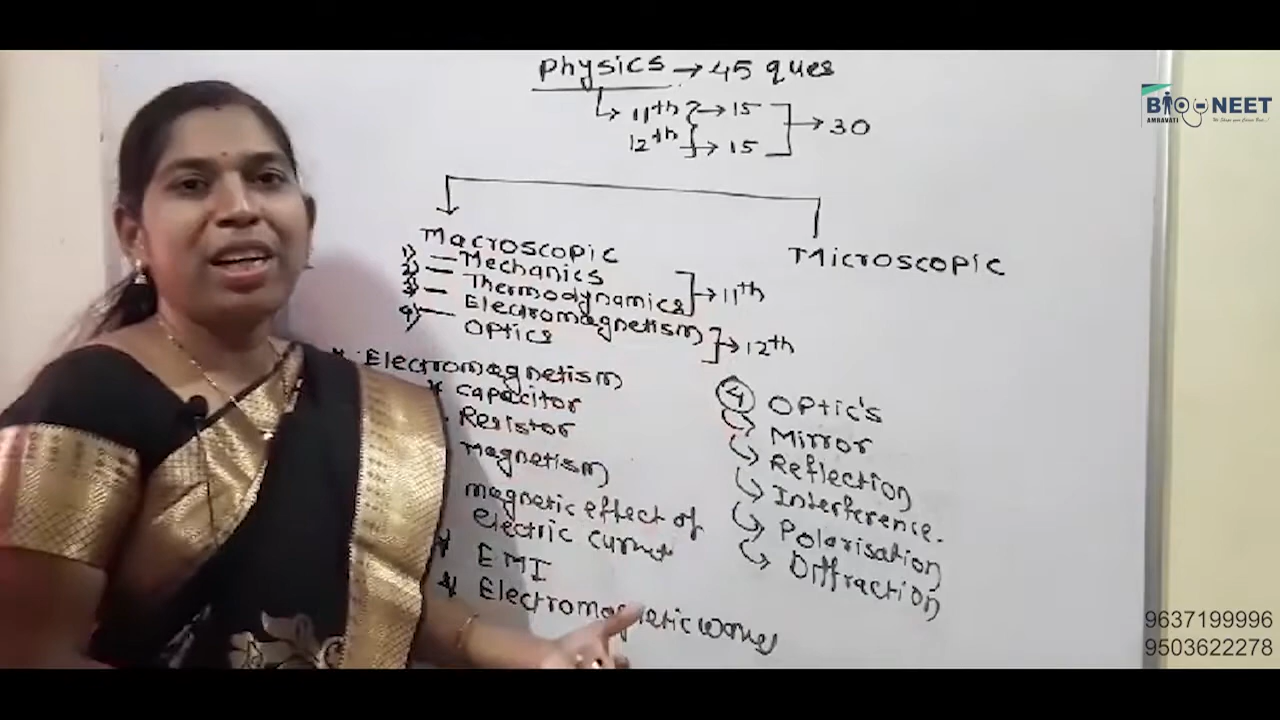 Physics → 45 ques
↳ 11th → 15
12th → 15
→ 30
Macroscopic
1) — Mechanics
2) — Thermodynamics
3) — Electromagnetism
4) — Optics
→ 11th
→ 12th
Microscopic
* Electromagnetism
* capacitor
Resistor
magnetism
magnetic effect of
electric current
* EMI
* Electromagnetic waves
4 Optic's
↳ Mirror
↳ Reflection
↳ Interference.
↳ Polarisation
↳ Diffraction
BIO NEET
AMRAVATI
9637199996
9503622278